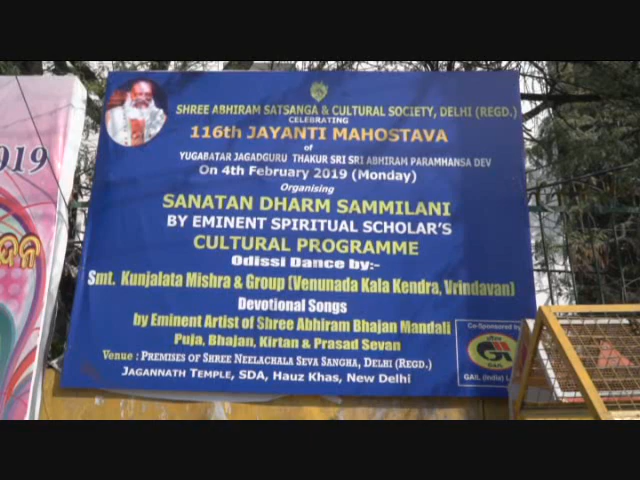 SHREE ABHIRAM SATSANGA & CULTURAL SOCIETY, DELHI (REGD.)
CELEBRATING
116th JAYANTI MAHOSTAVA
of
YUGABATAR JAGADGURU THAKUR SRI SRI ABHIRAM PARAMHANSA DEV
On 4th February 2019 (Monday)
Organising
SANATAN DHARM SAMMILANI
BY EMINENT SPIRITUAL SCHOLAR'S
CULTURAL PROGRAMME
Odissi Dance by:-
Smt. Kunjalata Mishra & Group (Venunada Kala Kendra, Vrindavan)
Devotional Songs
by Eminent Artist of Shree Abhiram Bhajan Mandali
Puja, Bhajan, Kirtan & Prasad Sevan
Venue : PREMISES OF SHREE NEELACHALA SEVA SANGHA, DELHI (REGD.)
JAGANNATH TEMPLE, SDA, HAUZ KHAS, NEW DELHI
Co-Sponsored by
गेल
GAIL
GAIL (India) L
2019